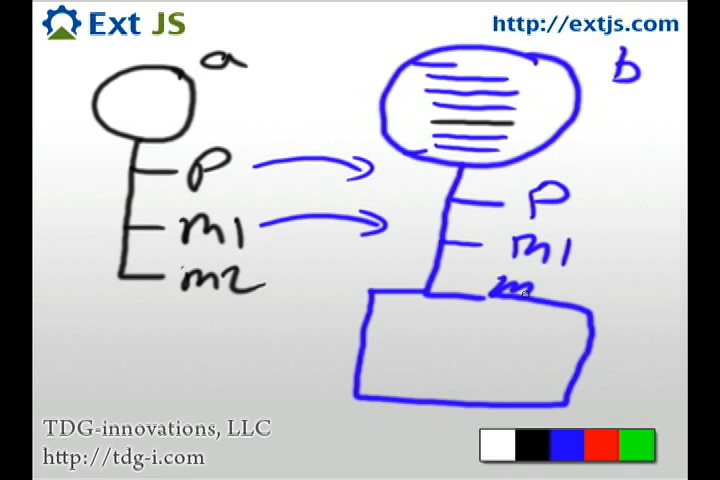 Ext JS
http://extjs.com
a
b
p
m1
m2
p
m1
m
TDG-innovations, LLC
http://tdg-i.com